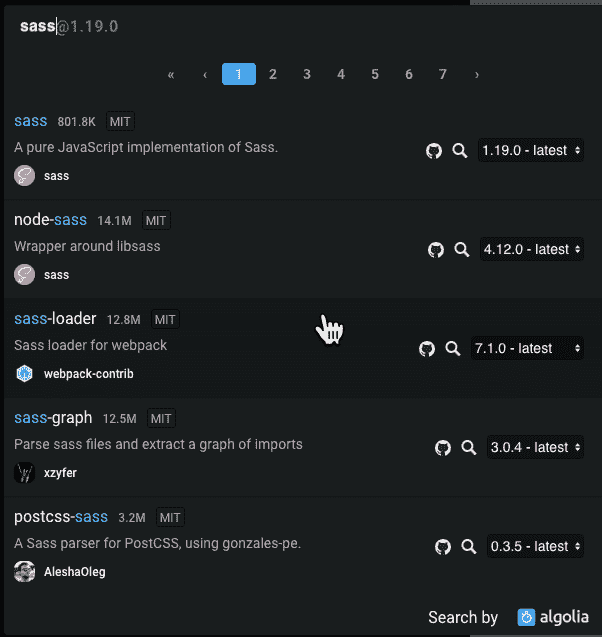 sass@1.19.0
« ‹ 1 2 3 4 5 6 7 ›
sass 801.8K MIT
A pure JavaScript implementation of Sass.
1.19.0 - latest
sass
node-sass 14.1M MIT
Wrapper around libsass
4.12.0 - latest
sass
sass-loader 12.8M MIT
Sass loader for webpack
7.1.0 - latest
webpack-contrib
sass-graph 12.5M MIT
Parse sass files and extract a graph of imports
3.0.4 - latest
xzyfer
postcss-sass 3.2M MIT
A Sass parser for PostCSS, using gonzales-pe.
0.3.5 - latest
AleshaOleg
Search by algolia